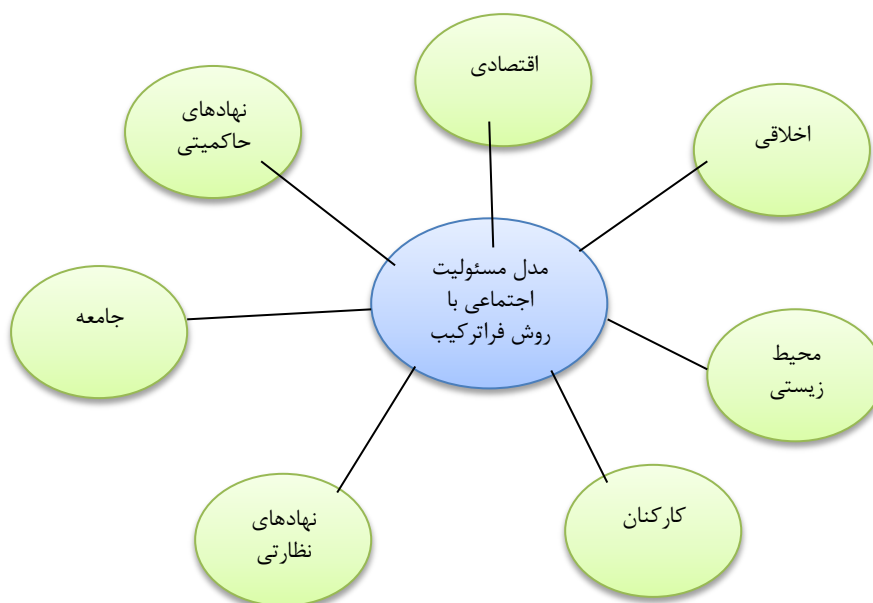 اقتصادی
نهادهای
حاکمیتی
اخلاقی
مدل مسئولیت
اجتماعی با
روش فراترکیب
جامعه
محیط
زیستی
کارکنان
نهادهای
نظارتی